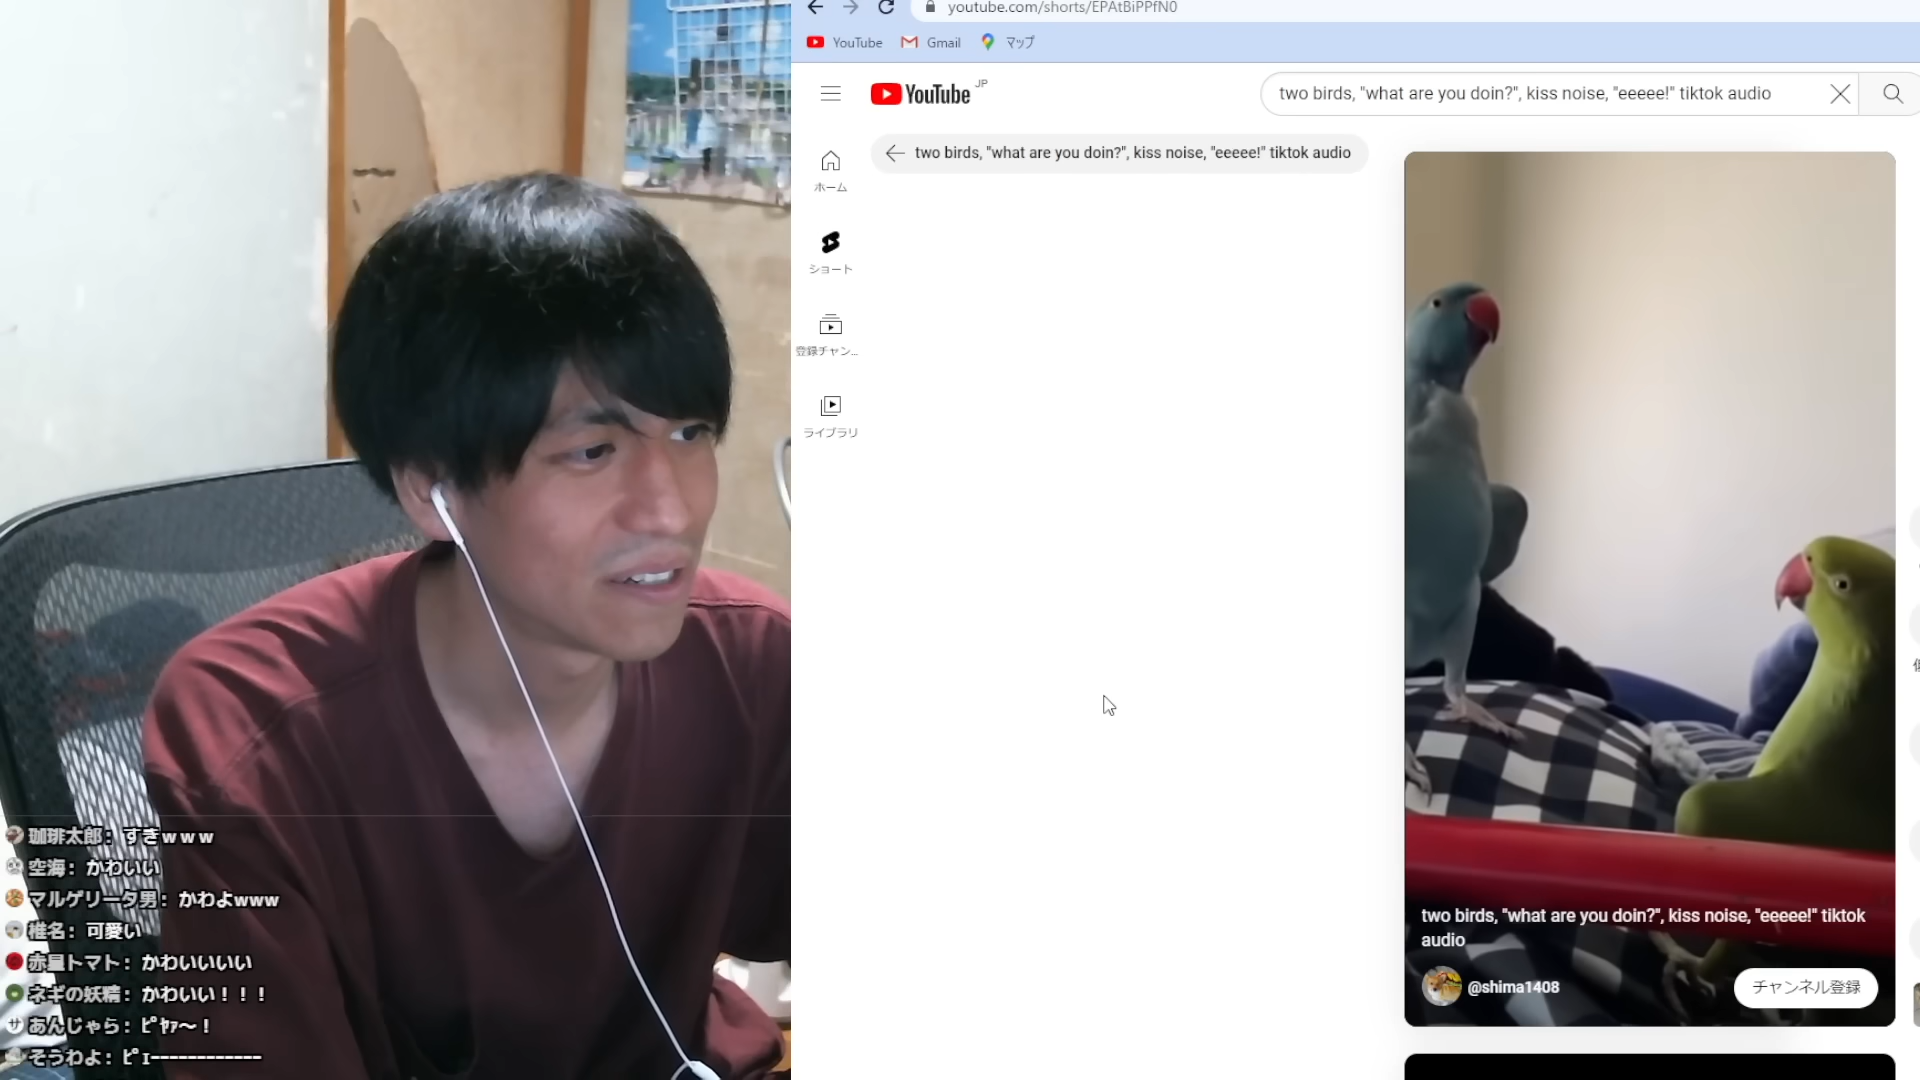 youtube.com/shorts/EPAtBiPPfN0
YouTube
Gmail
マップ
YouTube JP
two birds, "what are you doin?", kiss noise, "eeeee!" tiktok audio
two birds, "what are you doin?", kiss noise, "eeeee!" tiktok audio
ホーム
ショート
登録チャン...
ライブラリ
two birds, "what are you doin?", kiss noise, "eeeee!" tiktok
audio
@shima1408
チャンネル登録
珈琲太郎: すきｗｗｗ
空海: かわいい
マルゲリータ男: かわよwww
椎名: 可愛い
赤星トマト: かわいいいい
ネギの妖精: かわいい！！！
サ あんじゃら: ﾋﾟﾔｧ〜！
そうわよ: ﾋﾟｪｰｰｰｰｰｰｰｰｰｰｰｰ